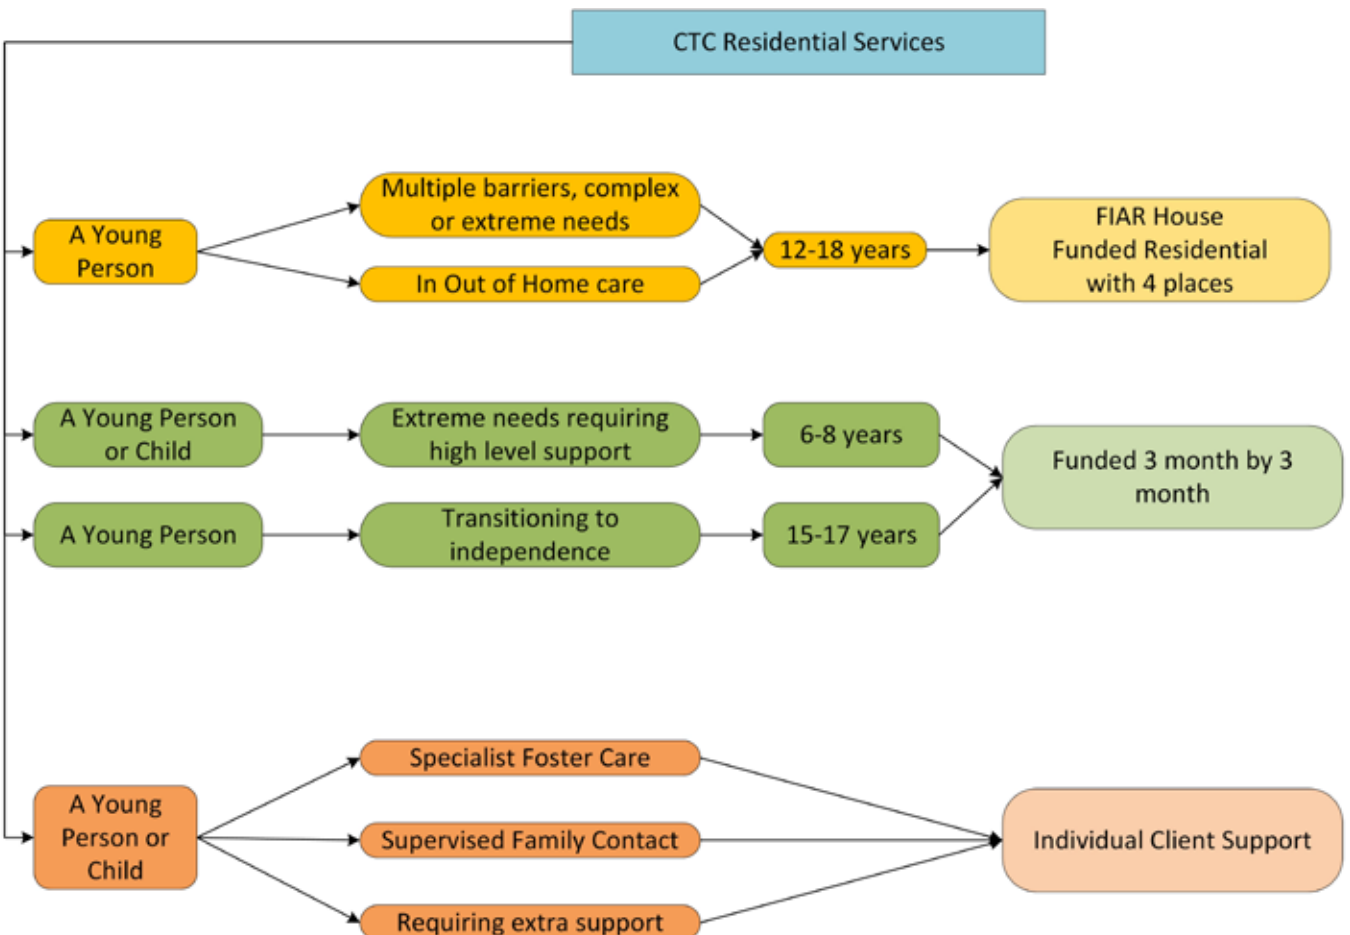 CTC Residential Services
A Young
Person
Multiple barriers, complex
or extreme needs
In Out of Home care
12-18 years
FIAR House
Funded Residential
with 4 places
A Young Person
or Child
Extreme needs requiring
high level support
6-8 years
Funded 3 month by 3
month
A Young Person
Transitioning to
independence
15-17 years
A Young
Person or
Child
Specialist Foster Care
Supervised Family Contact
Requiring extra support
Individual Client Support